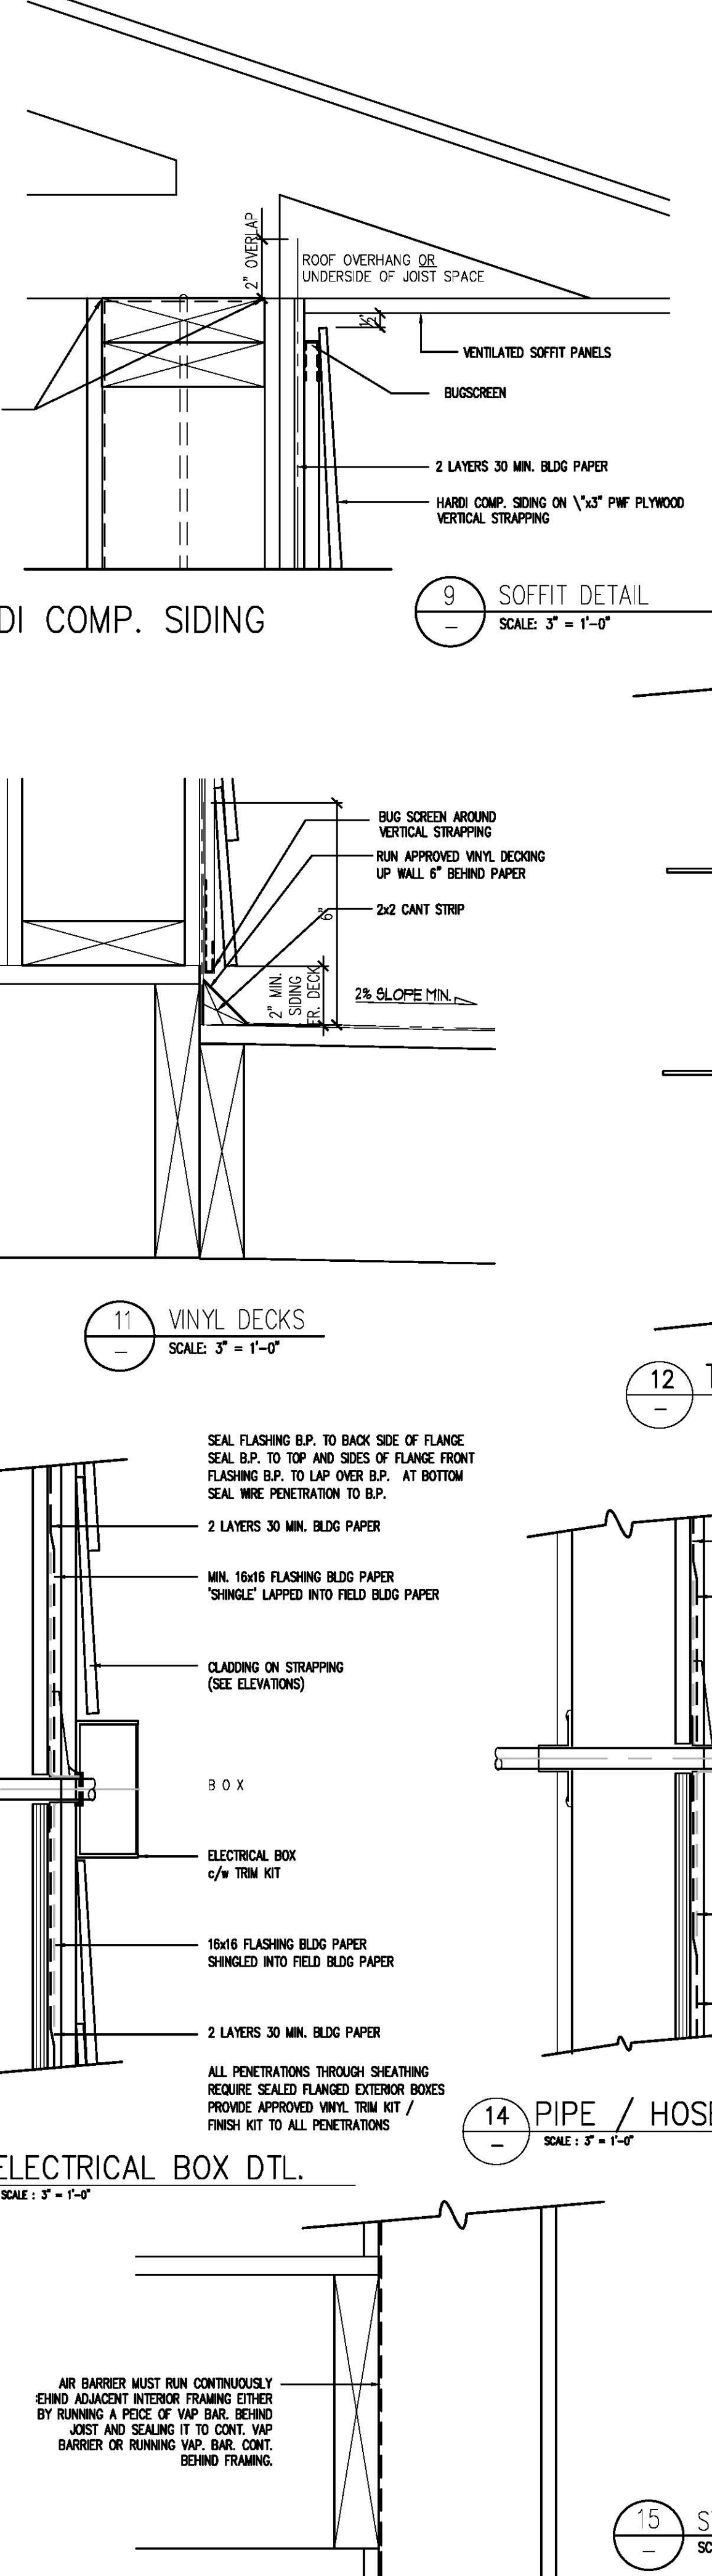 2" OVERLAP
ROOF OVERHANG OR
UNDERSIDE OF JOIST SPACE
VENTILATED SOFFIT PANELS
BUGSCREEN
2 LAYERS 30 MIN. BLDG PAPER
HARDI COMP. SIDING ON \"x3" PWF PLYWOOD
VERTICAL STRAPPING
DI COMP. SIDING
9
SOFFIT DETAIL
SCALE: 3" = 1'-0"
BUG SCREEN AROUND
VERTICAL STRAPPING
RUN APPROVED VINYL DECKING
UP WALL 6" BEHIND PAPER
2x2 CANT STRIP
6"
2" MIN.
SIDING
ER. DECK
2% SLOPE MIN.
11
VINYL DECKS
SCALE: 3" = 1'-0"
12
SEAL FLASHING B.P. TO BACK SIDE OF FLANGE
SEAL B.P. TO TOP AND SIDES OF FLANGE FRONT
FLASHING B.P. TO LAP OVER B.P. AT BOTTOM
SEAL WIRE PENETRATION TO B.P.
2 LAYERS 30 MIN. BLDG PAPER
MIN. 16x16 FLASHING BLDG PAPER
'SHINGLE' LAPPED INTO FIELD BLDG PAPER
CLADDING ON STRAPPING
(SEE ELEVATIONS)
B O X
ELECTRICAL BOX
c/w TRIM KIT
16x16 FLASHING BLDG PAPER
SHINGLED INTO FIELD BLDG PAPER
2 LAYERS 30 MIN. BLDG PAPER
ALL PENETRATIONS THROUGH SHEATHING
REQUIRE SEALED FLANGED EXTERIOR BOXES
PROVIDE APPROVED VINYL TRIM KIT /
FINISH KIT TO ALL PENETRATIONS
14
PIPE / HOSE
SCALE : 3" = 1'-0"
ELECTRICAL BOX DTL.
SCALE : 3" = 1'-0"
AIR BARRIER MUST RUN CONTINUOUSLY
EHIND ADJACENT INTERIOR FRAMING EITHER
BY RUNNING A PEICE OF VAP BAR. BEHIND
JOIST AND SEALING IT TO CONT. VAP
BARRIER OR RUNNING VAP. BAR. CONT.
BEHIND FRAMING.
15